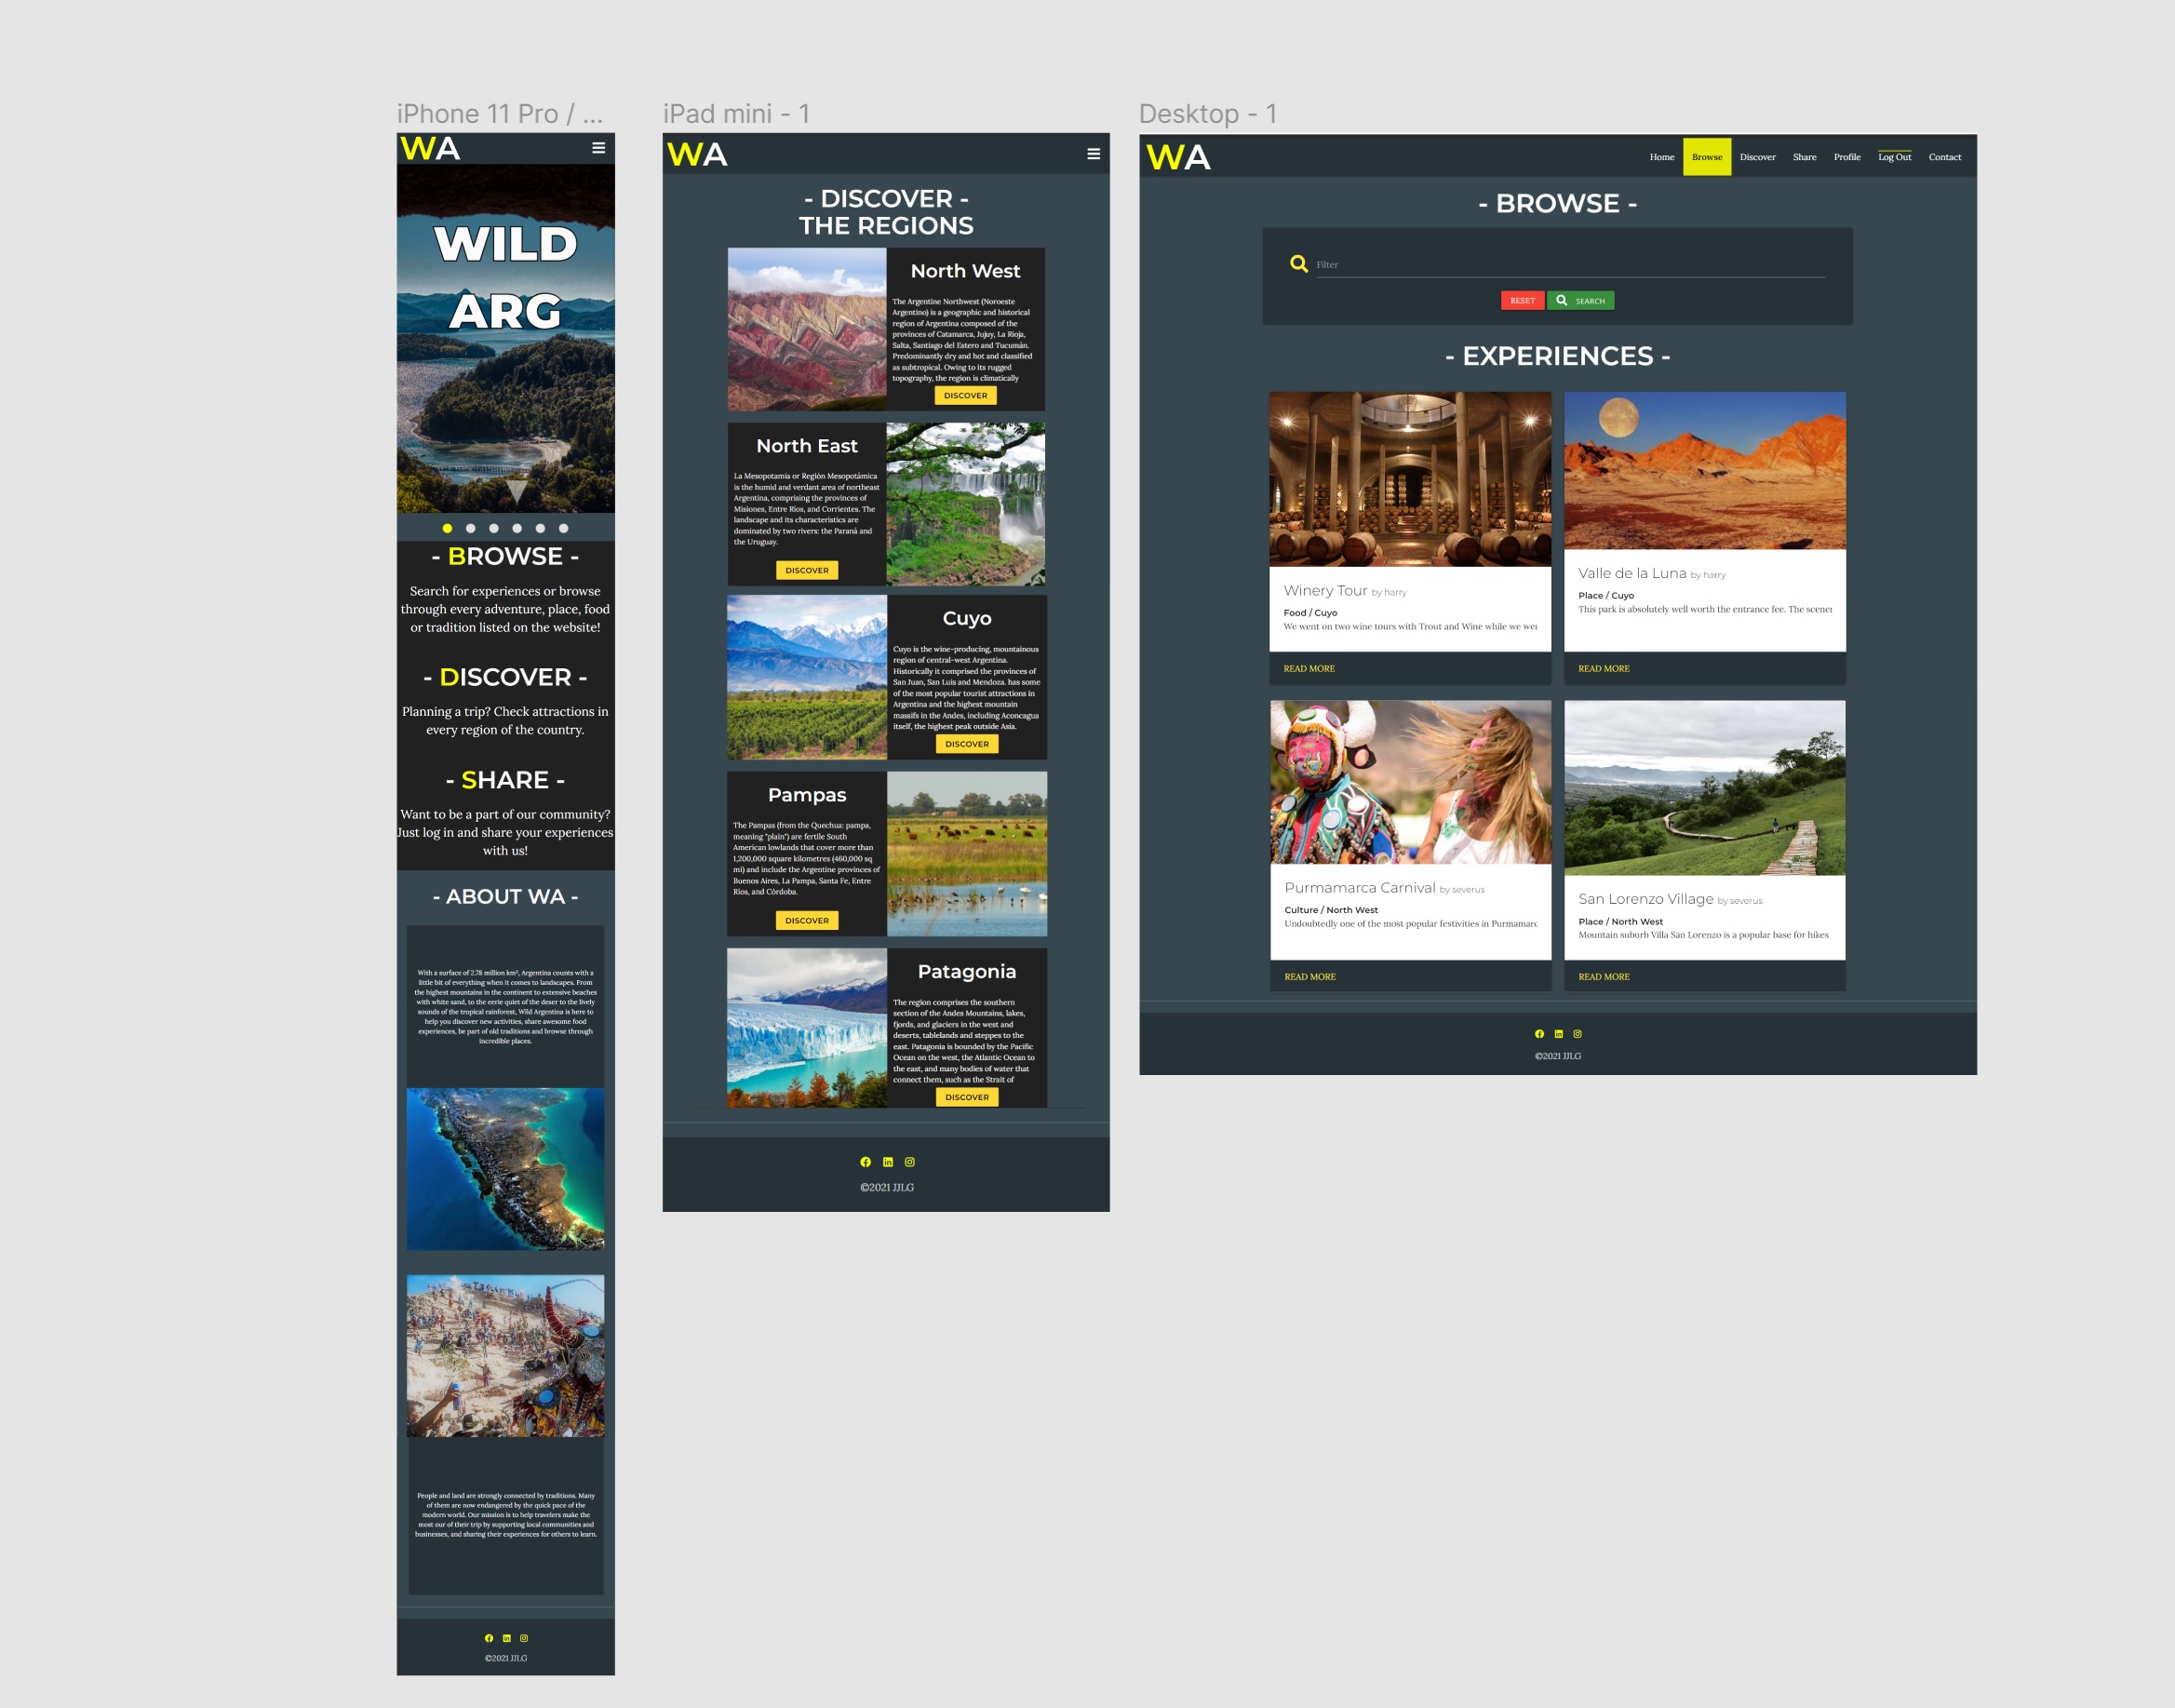 iPhone 11 Pro / ...
WA
WILD
ARG
- BROWSE -
Search for experiences or browse
through every adventure, place, food
or tradition listed on the website!
- DISCOVER -
Planning a trip? Check attractions in
every region of the country.
- SHARE -
Want to be a part of our community?
Just log in and share your experiences
with us!
- ABOUT WA -
With a surface of 2.78 million km², Argentina counts with a
little bit of everything when it comes to landscapes. From
the highest mountains in the continent to extensive beaches
with white sand, to the eerie quiet of the deser to the lively
sounds of the tropical rainforest, Wild Argentina is here to
help you discover new activities, share awesome food
experiences, be part of old traditions and browse through
incredible places.
People and land are strongly connected by traditions. Many
of them are now endangered by the quick pace of the
modern world. Our mission is to help travelers make the
most our of their trip by supporting local communities and
businesses, and sharing their experiences for others to learn.
©2021 JJLG
iPad mini - 1
WA
- DISCOVER -
THE REGIONS
North West
The Argentine Northwest (Noroeste
Argentino) is a geographic and historical
region of Argentina composed of the
provinces of Catamarca, Jujuy, La Rioja,
Salta, Santiago del Estero and Tucumán.
Predominantly dry and hot and classified
as subtropical. Owing to its rugged
topography, the region is climatically
DISCOVER
North East
La Mesopotamia or Región Mesopotámica
is the humid and verdant area of northeast
Argentina, comprising the provinces of
Misiones, Entre Ríos, and Corrientes. The
landscape and its characteristics are
dominated by two rivers: the Paraná and
the Uruguay.
DISCOVER
Cuyo
Cuyo is the wine-producing, mountainous
region of central-west Argentina.
Historically it comprised the provinces of
San Juan, San Luis and Mendoza. has some
of the most popular tourist attractions in
Argentina and the highest mountain
massifs in the Andes, including Aconcagua
itself, the highest peak outside Asia.
DISCOVER
Pampas
The Pampas (from the Quechua: pampa,
meaning "plain") are fertile South
American lowlands that cover more than
1,200,000 square kilometres (460,000 sq
mi) and include the Argentine provinces of
Buenos Aires, La Pampa, Santa Fe, Entre
Ríos, and Córdoba.
DISCOVER
Patagonia
The region comprises the southern
section of the Andes Mountains, lakes,
fjords, and glaciers in the west and
deserts, tablelands and steppes to the
east. Patagonia is bounded by the Pacific
Ocean on the west, the Atlantic Ocean to
the east, and many bodies of water that
connect them, such as the Strait of
DISCOVER
©2021 JJLG
Desktop - 1
WA
Home Browse Discover Share Profile Log Out Contact
- BROWSE -
Filter
RESET SEARCH
- EXPERIENCES -
Winery Tour by harry
Food / Cuyo
We went on two wine tours with Trout and Wine while we wer
READ MORE
Valle de la Luna by harry
Place / Cuyo
This park is absolutely well worth the entrance fee. The scener
READ MORE
Purmamarca Carnival by severus
Culture / North West
Undoubtedly one of the most popular festivities in Purmamarc
READ MORE
San Lorenzo Village by severus
Place / North West
Mountain suburb Villa San Lorenzo is a popular base for hikes
READ MORE
©2021 JJLG